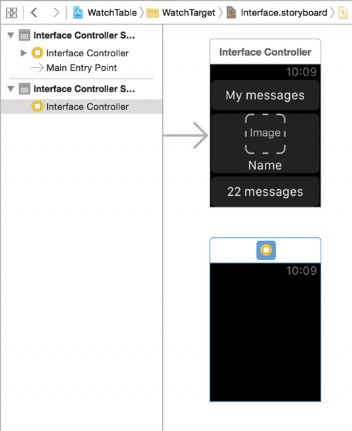 WatchTable WatchTarget Interface.storyboard
Interface Controller S...
Interface Controller
Main Entry Point
Interface Controller S...
Interface Controller
Interface Controller
10:09
My messages
Image
Name
22 messages
10:09